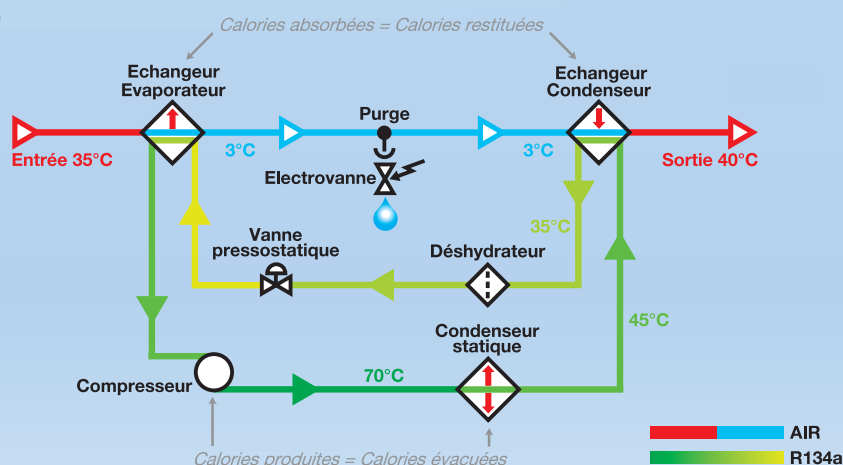 Calories absorbées = Calories restituées
Echangeur
Evaporateur
Echangeur
Condenseur
Purge
Entrée 35°C
3°C
3°C
Sortie 40°C
Electrovanne
35°C
Vanne
pressostatique
Déshydrateur
45°C
Condenseur
statique
Compresseur
70°C
AIR
R134a
Calories produites = Calories évacuées